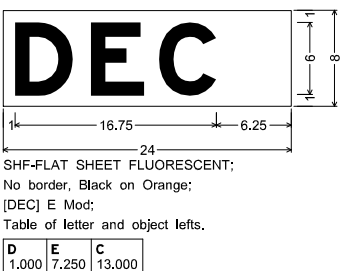 DEC
1
6
8
1
1
16.75
6.25
24
SHF-FLAT SHEET FLUORESCENT;
No border, Black on Orange;
[DEC] E Mod;
Table of letter and object lefts.
D E C
1.000 7.250 13.000